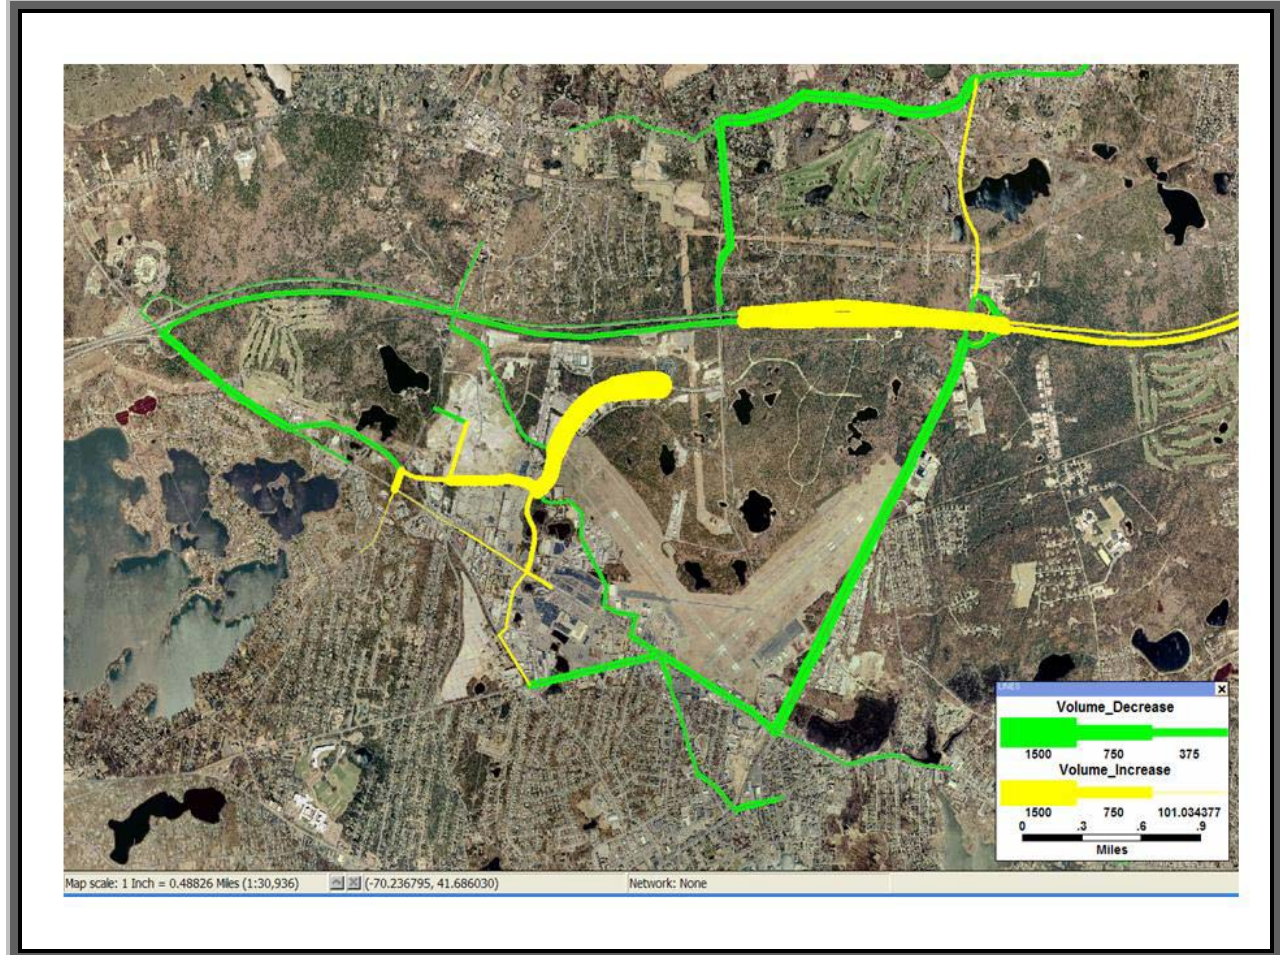 LINES
Volume_Decrease
1500 750 375
Volume_Increase
1500 750 101.034377
0 .3 .6 .9
Miles
Map scale: 1 Inch = 0.48826 Miles (1:30,936) (-70.236795, 41.686030) Network: None